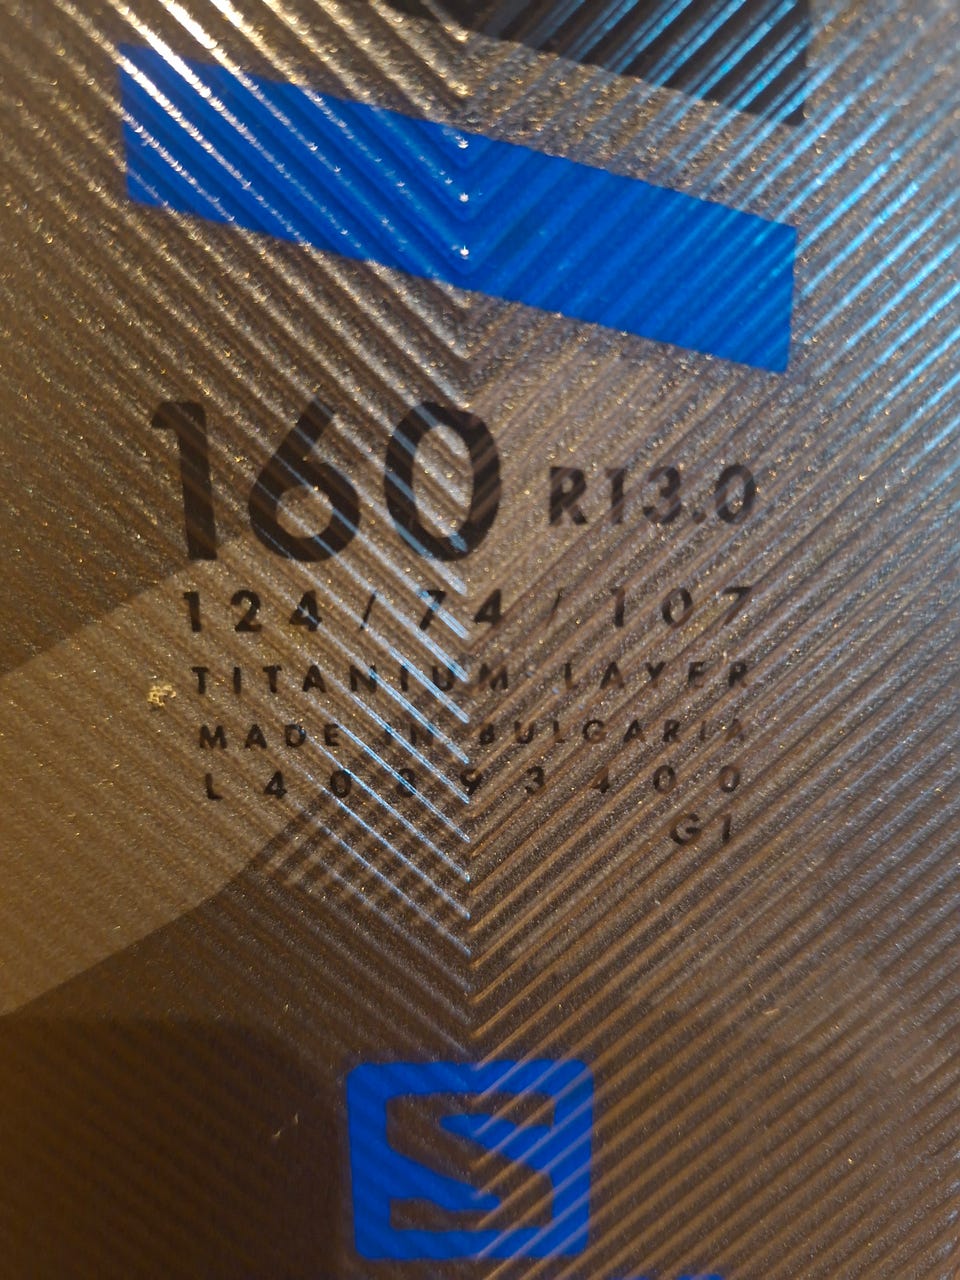 160 R13.0
124/74/107
TITANIUM LAYER
MADE IN BULGARIA
L40893400
G1
S